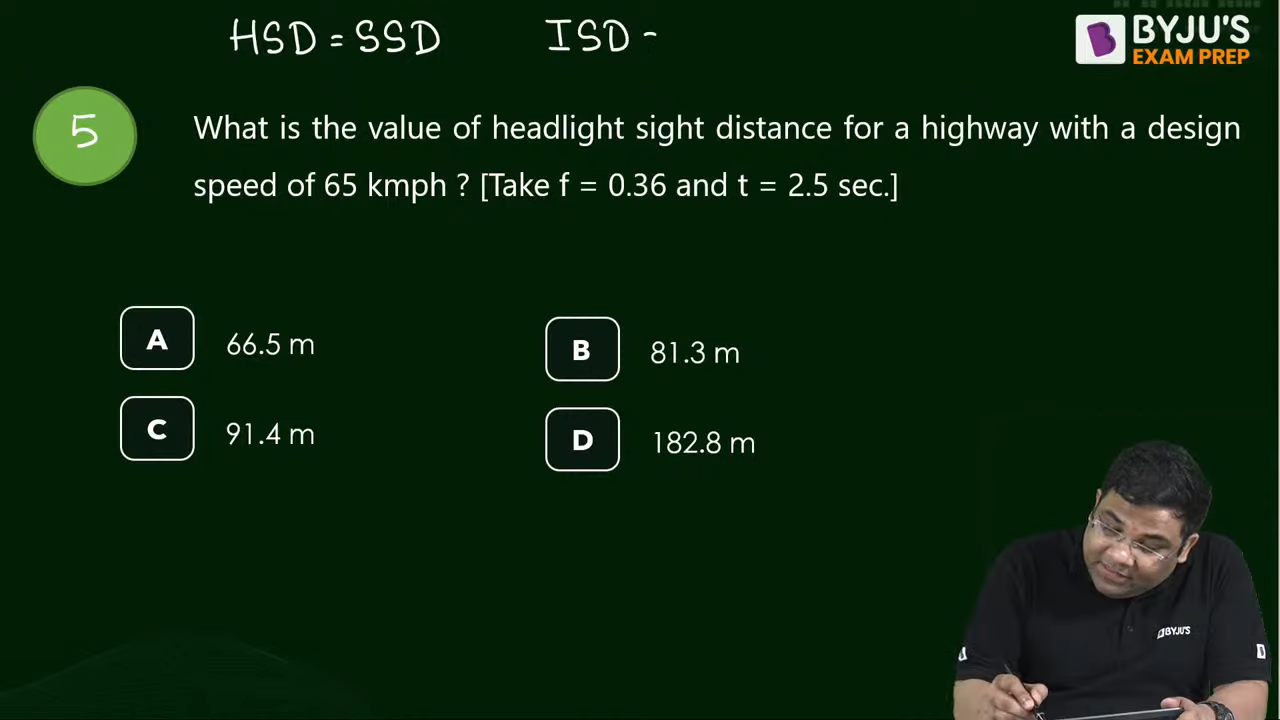 HSD = SSD ISD -
BYJU'S
EXAM PREP
5
What is the value of headlight sight distance for a highway with a design
speed of 65 kmph ? [Take f = 0.36 and t = 2.5 sec.]
A 66.5 m
B 81.3 m
C 91.4 m
D 182.8 m
BYJU'S